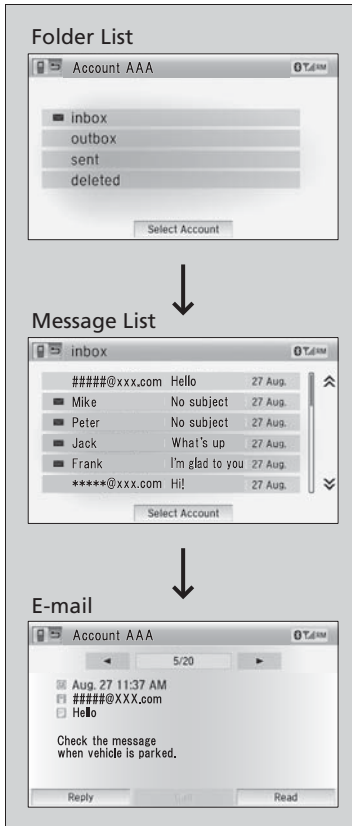 Folder List
Account AAA
inbox
outbox
sent
deleted
Select Account
Message List
inbox
#####@xxx.com Hello 27 Aug.
Mike No subject 27 Aug.
Peter No subject 27 Aug.
Jack What's up 27 Aug.
Frank I'm glad to you 27 Aug.
*****@xxx.com Hi! 27 Aug.
Select Account
E-mail
Account AAA
5/20
Aug. 27 11:37 AM
#####@XXX.com
Hello
Check the message
when vehicle is parked.
Reply Read